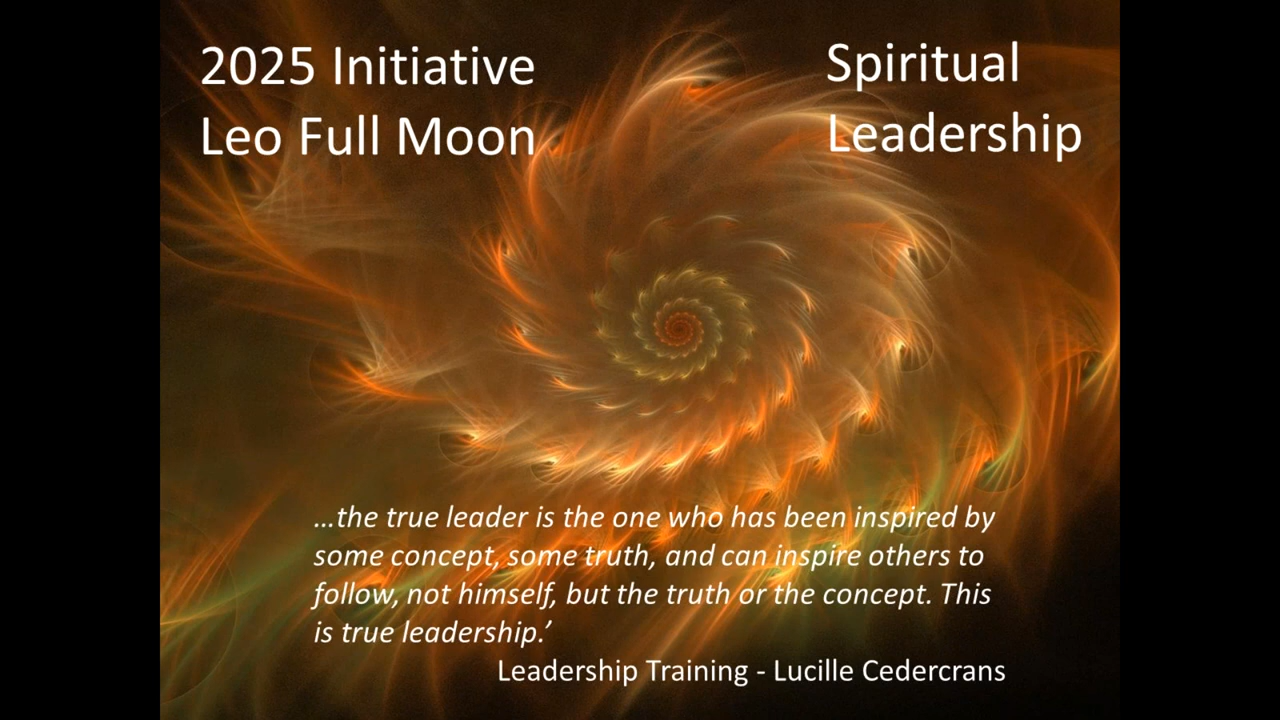 2025 Initiative
Leo Full Moon
Spiritual
Leadership
…the true leader is the one who has been inspired by
some concept, some truth, and can inspire others to
follow, not himself, but the truth or the concept. This
is true leadership.’
Leadership Training - Lucille Cedercrans